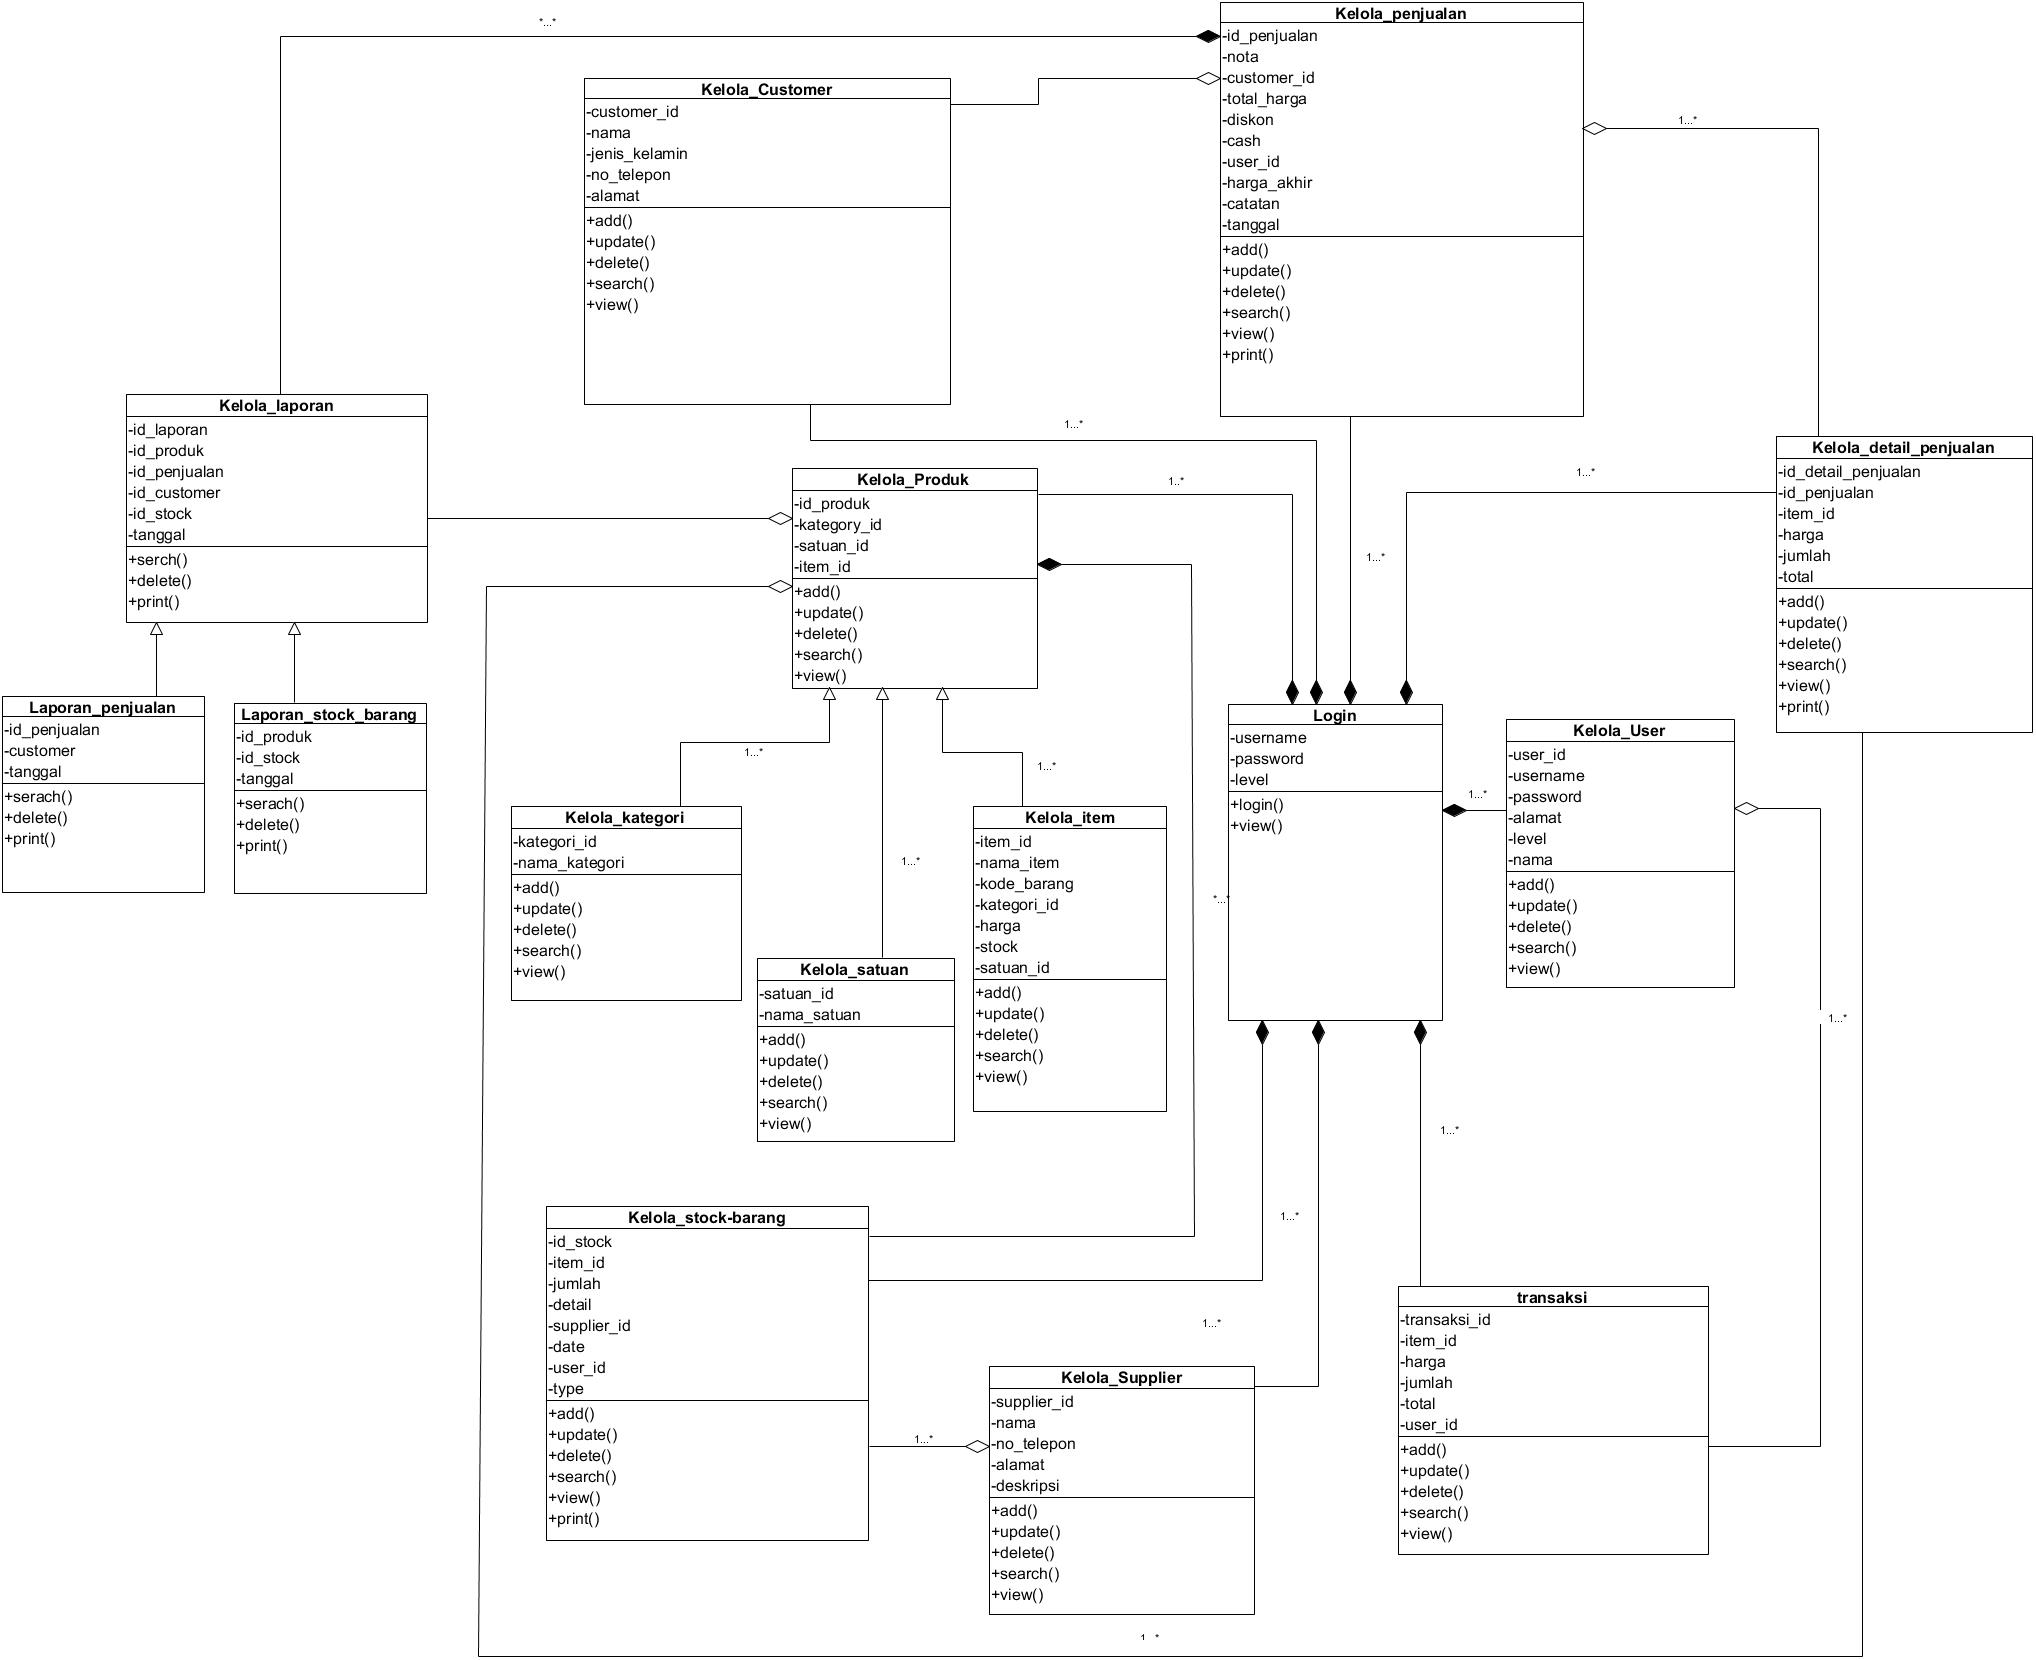 *...*
Kelola_penjualan
-id_penjualan
-nota
-customer_id
-total_harga
-diskon
-cash
-user_id
-harga_akhir
-catatan
-tanggal
+add()
+update()
+delete()
+search()
+view()
+print()
Kelola_Customer
-customer_id
-nama
-jenis_kelamin
-no_telepon
-alamat
+add()
+update()
+delete()
+search()
+view()
1...*
1...*
Kelola_laporan
-id_laporan
-id_produk
-id_penjualan
-id_customer
-id_stock
-tanggal
+serch()
+delete()
+print()
Kelola_Produk
-id_produk
-kategory_id
-satuan_id
-item_id
+add()
+update()
+delete()
+search()
+view()
1..*
1...*
1...*
Kelola_detail_penjualan
-id_detail_penjualan
-id_penjualan
-item_id
-harga
-jumlah
-total
+add()
+update()
+delete()
+search()
+view()
+print()
Laporan_penjualan
-id_penjualan
-customer
-tanggal
+serach()
+delete()
+print()
Laporan_stock_barang
-id_produk
-id_stock
-tanggal
+serach()
+delete()
+print()
1...*
1...*
1...*
Kelola_kategori
-kategori_id
-nama_kategori
+add()
+update()
+delete()
+search()
+view()
Kelola_satuan
-satuan_id
-nama_satuan
+add()
+update()
+delete()
+search()
+view()
Kelola_item
-item_id
-nama_item
-kode_barang
-kategori_id
-harga
-stock
-satuan_id
+add()
+update()
+delete()
+search()
+view()
*...*
Login
-username
-password
-level
+login()
+view()
1...*
Kelola_User
-user_id
-username
-password
-alamat
-level
-nama
+add()
+update()
+delete()
+search()
+view()
1...*
1...*
1...*
1...*
Kelola_stock-barang
-id_stock
-item_id
-jumlah
-detail
-supplier_id
-date
-user_id
-type
+add()
+update()
+delete()
+search()
+view()
+print()
1...*
Kelola_Supplier
-supplier_id
-nama
-no_telepon
-alamat
-deskripsi
+add()
+update()
+delete()
+search()
+view()
transaksi
-transaksi_id
-item_id
-harga
-jumlah
-total
-user_id
+add()
+update()
+delete()
+search()
+view()
1...*